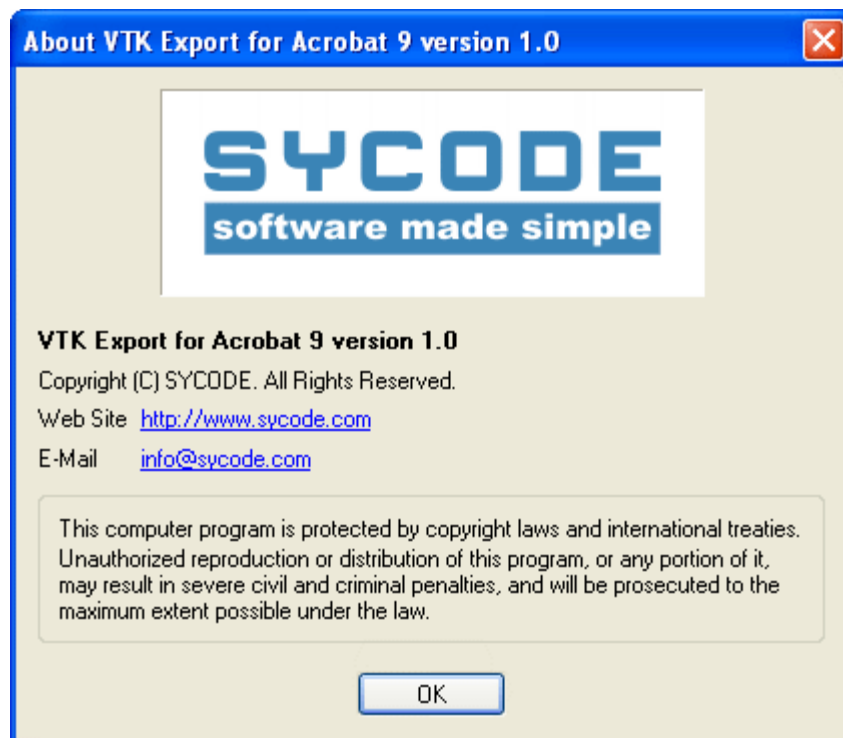 About VTK Export for Acrobat 9 version 1.0
SYCODE
software made simple
VTK Export for Acrobat 9 version 1.0
Copyright (C) SYCODE. All Rights Reserved.
Web Site http://www.sycode.com
E-Mail info@sycode.com
This computer program is protected by copyright laws and international treaties.
Unauthorized reproduction or distribution of this program, or any portion of it,
may result in severe civil and criminal penalties, and will be prosecuted to the
maximum extent possible under the law.
OK